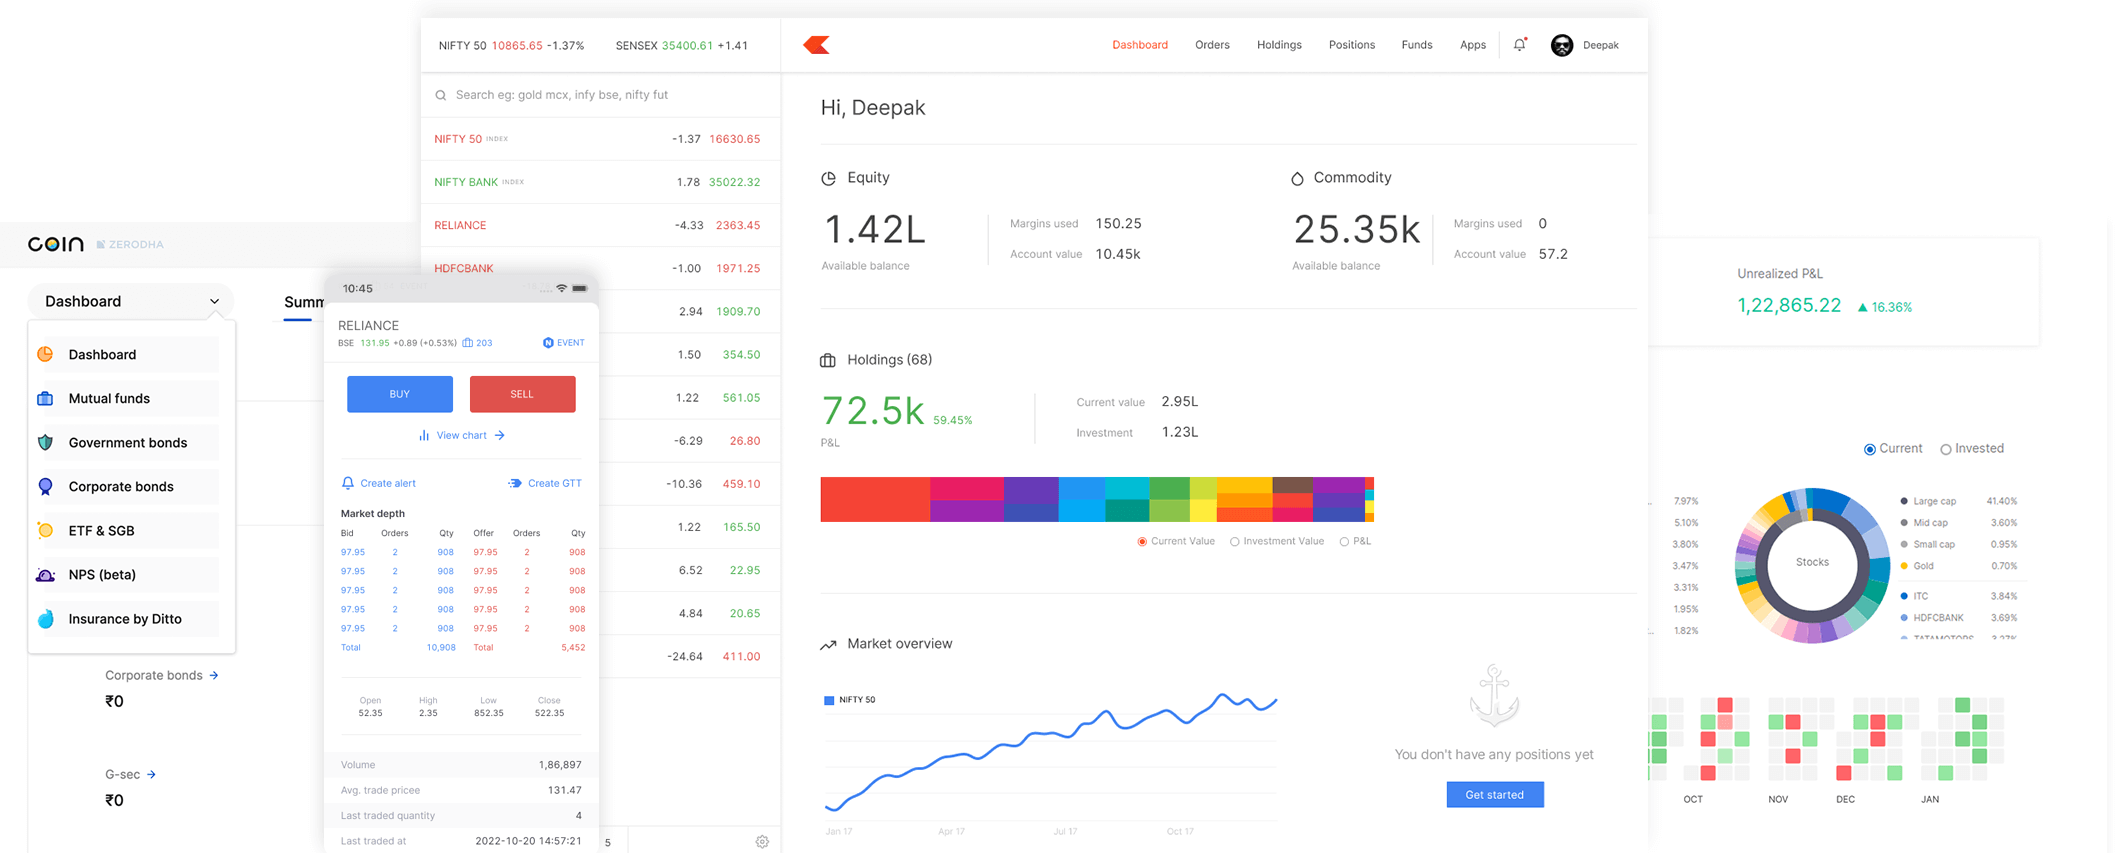 NIFTY 50 10865.65 -1.37% SENSEX 35400.61 +1.41
Dashboard Orders Holdings Positions Funds Apps Deepak
Search eg: gold mcx, infy bse, nifty fut
NIFTY 50 INDEX -1.37 16630.65
NIFTY BANK INDEX 1.78 35022.32
RELIANCE -4.33 2363.45
HDFCBANK -1.00 1971.25
2.94 1909.70
1.50 354.50
1.22 561.05
-6.29 26.80
-10.36 459.10
1.22 165.50
6.52 22.95
4.84 20.65
-24.64 411.00
5
Hi, Deepak
Equity
1.42L
Available balance
Margins used 150.25
Account value 10.45k
Commodity
25.35k
Available balance
Margins used 0
Account value 57.2
Holdings (68)
72.5k 59.45%
P&L
Current value 2.95L
Investment 1.23L
Current Value Investment Value P&L
Market overview
NIFTY 50
Jan 17 Apr 17 Jul 17 Oct 17
You don't have any positions yet
Get started
COIN ZERODHA
Dashboard
Summ
Dashboard
Mutual funds
Government bonds
Corporate bonds
ETF & SGB
NPS (beta)
Insurance by Ditto
Corporate bonds →
₹0
G-sec →
₹0
10:45
RELIANCE
BSE 131.95 +0.89 (+0.53%) 203 EVENT
BUY SELL
View chart →
Create alert Create GTT
Market depth
Bid Orders Qty Offer Orders Qty
97.95 2 908 97.95 2 908
97.95 2 908 97.95 2 908
97.95 2 908 97.95 2 908
97.95 2 908 97.95 2 908
97.95 2 908 97.95 2 908
Total 10,908 Total 5,452
Open High Low Close
52.35 2.35 852.35 522.35
Volume 1,86,897
Avg. trade pricee 131.47
Last traded quantity 4
Last traded at 2022-10-20 14:57:21
Unrealized P&L
1,22,865.22 ▲ 16.36%
Current Invested
7.97%
5.10%
3.80%
3.47%
3.31%
1.95%
1.82%
Stocks
Large cap 41.40%
Mid cap 3.60%
Small cap 0.95%
Gold 0.70%
ITC 3.84%
HDFCBANK 3.69%
TATAMOTORS 3.27%
OCT NOV DEC JAN